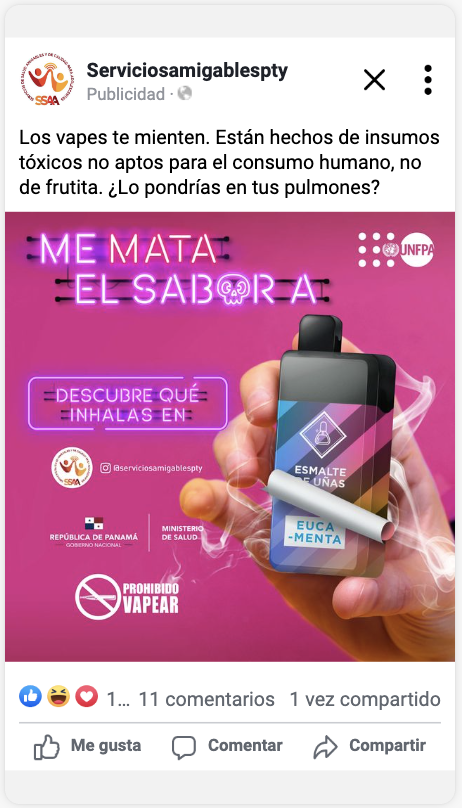 Serviciosamigablespty
Publicidad ·
Los vapes te mienten. Están hechos de insumos
tóxicos no aptos para el consumo humano, no
de frutita. ¿Lo pondrías en tus pulmones?
ME MATA
EL SABOR A
UNFPA
DESCUBRE QUÉ
INHALAS EN
SSAA
@serviciosamigablespty
REPÚBLICA DE PANAMÁ
GOBIERNO NACIONAL
MINISTERIO
DE SALUD
PROHIBIDO
VAPEAR
ESMALTE
DE UÑAS
EUCA
-MENTA
1... 11 comentarios 1 vez compartido
Me gusta Comentar Compartir